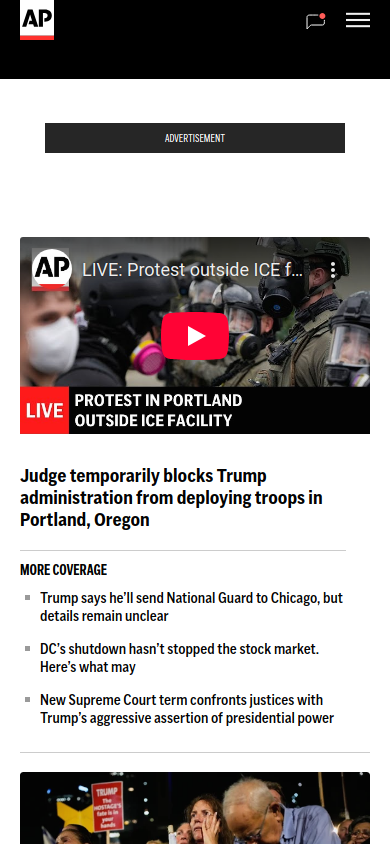 AP
ADVERTISEMENT
AP
LIVE: Protest outside ICE f...
LIVE
PROTEST IN PORTLAND
OUTSIDE ICE FACILITY
Judge temporarily blocks Trump
administration from deploying troops in
Portland, Oregon
MORE COVERAGE
Trump says he’ll send National Guard to Chicago, but
details remain unclear
DC’s shutdown hasn’t stopped the stock market.
Here’s what may
New Supreme Court term confronts justices with
Trump’s aggressive assertion of presidential power
TRUMP
The
HOSTAGE's
fate is in
your
hands